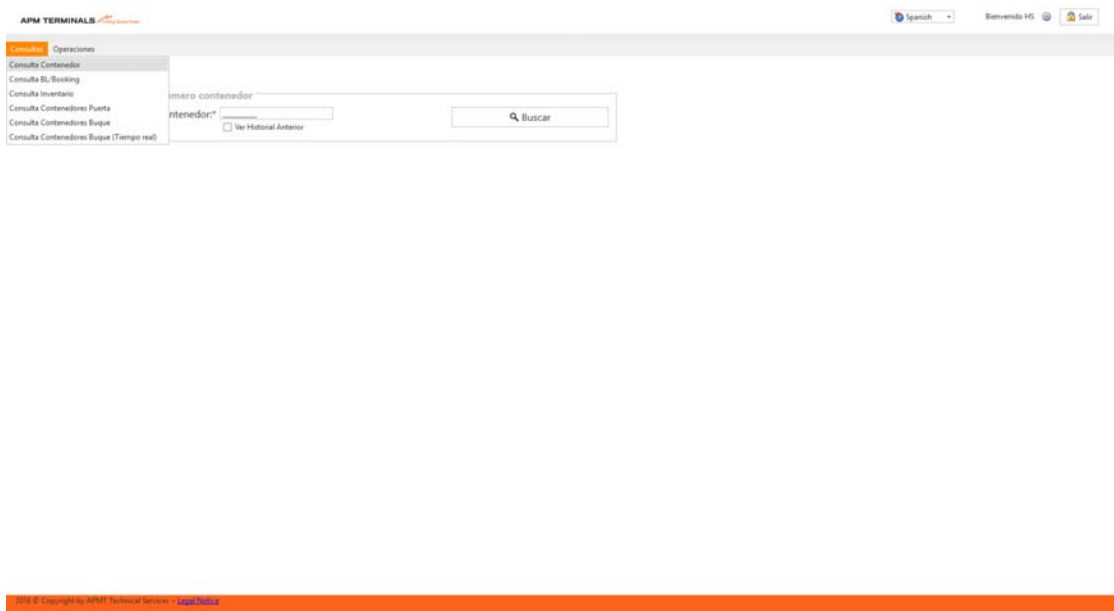 APM TERMINALS
Spanish
Bienvenido HS
Salir
Consultas Operaciones
Consulta Contenedor
Consulta BL/Booking
Consulta Inventario
Consulta Contenedores Puerta
Consulta Contenedores Buque
Consulta Contenedores Buque (Tiempo real)
úmero contenedor
ntenedor:* _______
Buscar
Ver Historial Anterior
2018 © Copyright by APMT Technical Services - Legal Notice